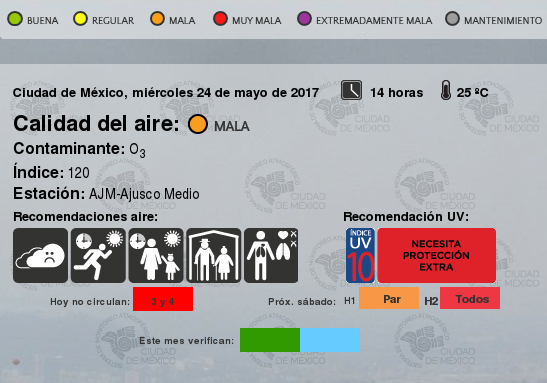 BUENA REGULAR MALA MUY MALA EXTREMADAMENTE MALA MANTENIMIENTO
Ciudad de México, miércoles 24 de mayo de 2017 14 horas 25 ºC
Calidad del aire: MALA
Contaminante: O3
Índice: 120
Estación: AJM-Ajusco Medio
Recomendaciones aire: Recomendación UV:
ÍNDICE
UV
10
NECESITA
PROTECCIÓN
EXTRA
Hoy no circulan: 3 y 4 Próx. sábado: H1 Par H2 Todos
Este mes verifican:
CIUDAD
DE MÉXICO